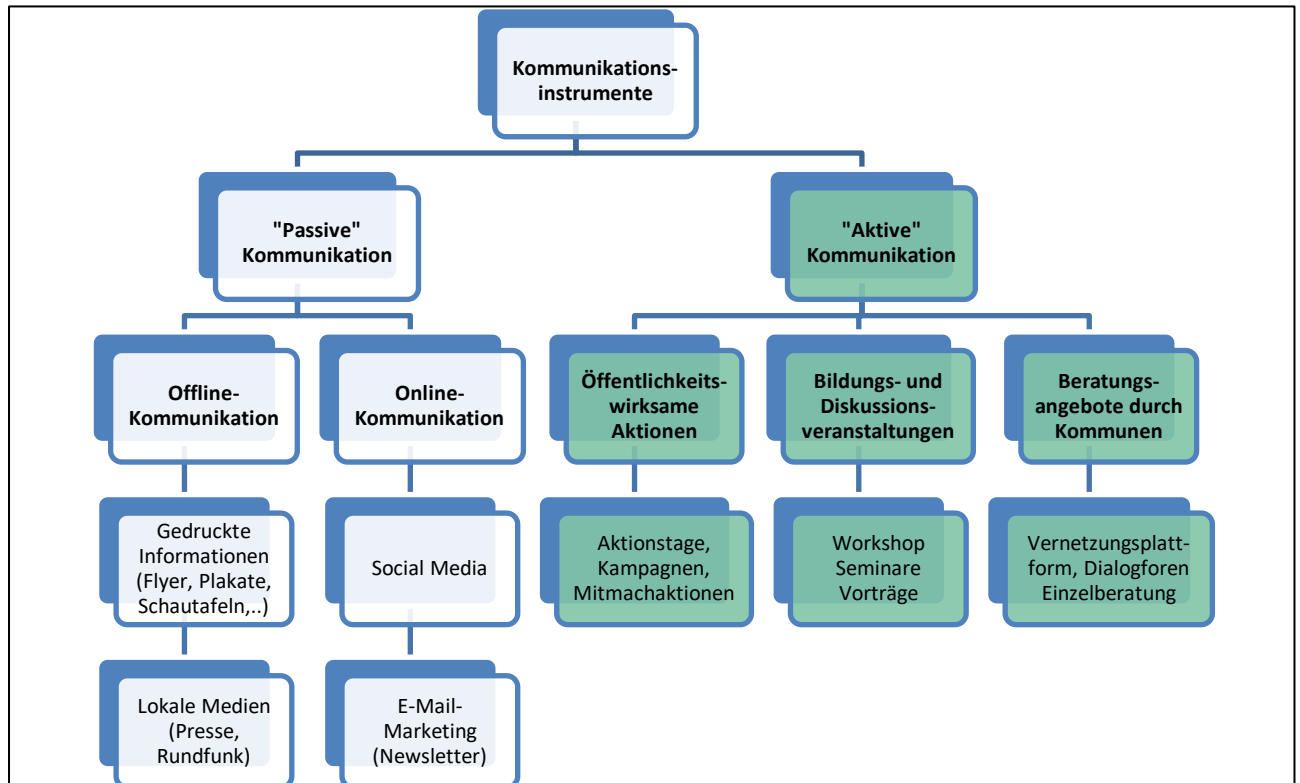 Kommunikations-
instrumente
"Passive"
Kommunikation
"Aktive"
Kommunikation
Offline-
Kommunikation
Online-
Kommunikation
Öffentlichkeits-
wirksame
Aktionen
Bildungs- und
Diskussions-
veranstaltungen
Beratungs-
angebote durch
Kommunen
Gedruckte
Informationen
(Flyer, Plakate,
Schautafeln,..)
Social Media
Aktionstage,
Kampagnen,
Mitmachaktionen
Workshop
Seminare
Vorträge
Vernetzungsplatt-
form, Dialogforen
Einzelberatung
Lokale Medien
(Presse,
Rundfunk)
E-Mail-
Marketing
(Newsletter)